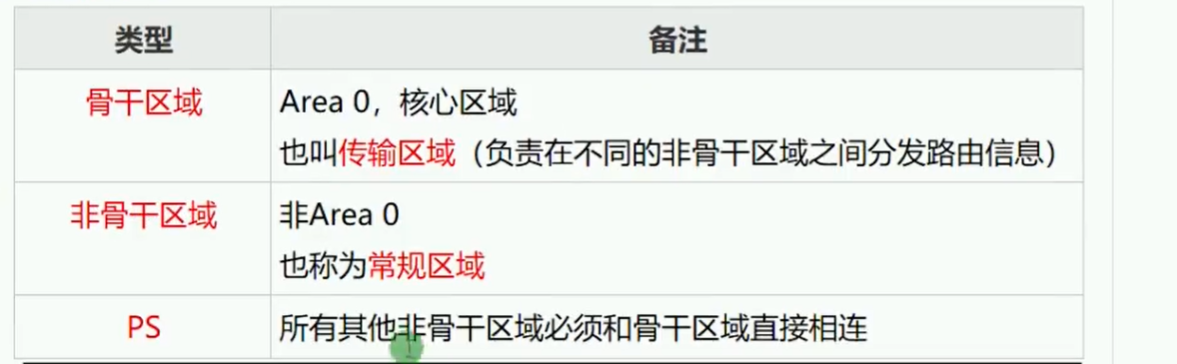 类型
备注
骨干区域
Area 0，核心区域
也叫传输区域（负责在不同的非骨干区域之间分发路由信息）
非骨干区域
非Area 0
也称为常规区域
PS
所有其他非骨干区域必须和骨干区域直接相连